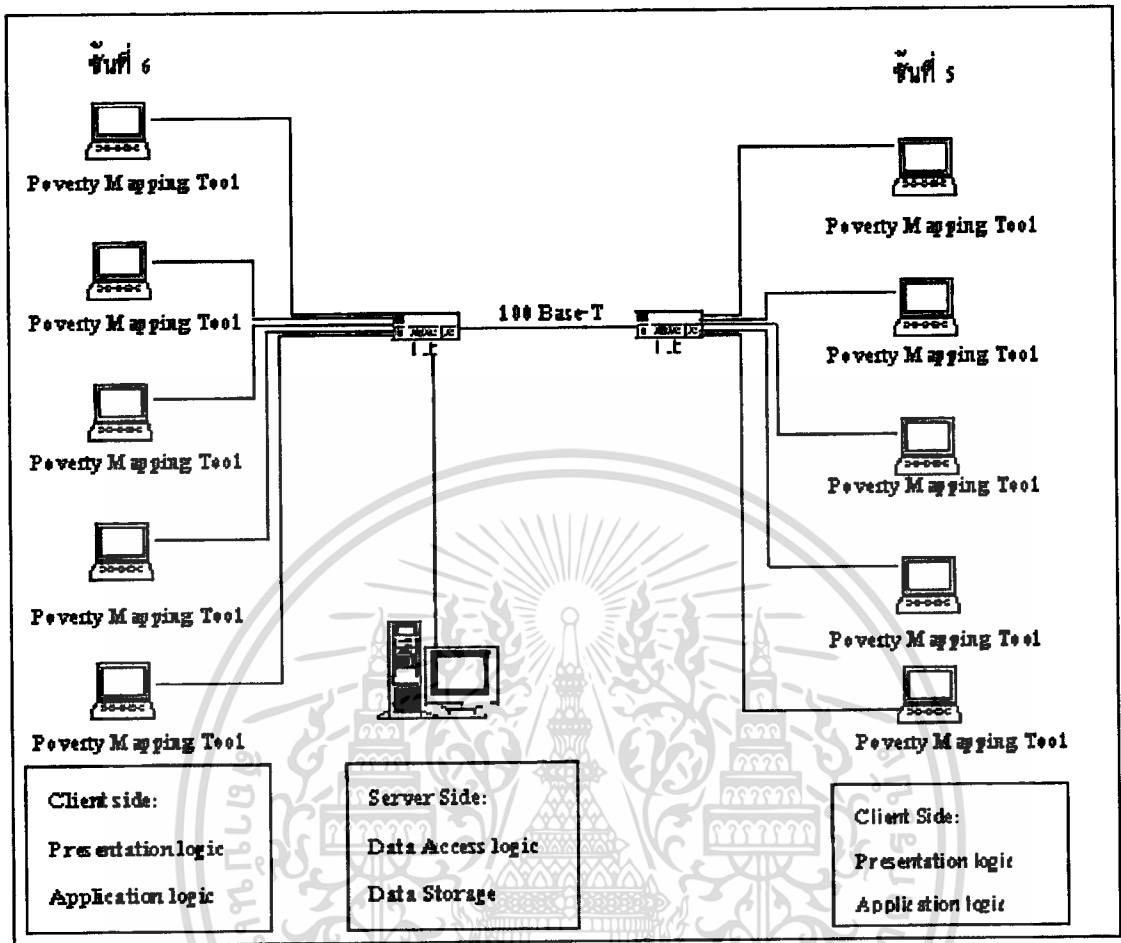 ชั้นที่ 6
Poverty Mapping Tool
Poverty Mapping Tool
Poverty Mapping Tool
Poverty Mapping Tool
Poverty Mapping Tool
100 Base-T
ชั้นที่ 5
Poverty Mapping Tool
Poverty Mapping Tool
Poverty Mapping Tool
Poverty Mapping Tool
Poverty Mapping Tool
Client side:
Presentation logic
Application logic
Server Side:
Data Access logic
Data Storage
Client Side:
Presentation logic
Application logic